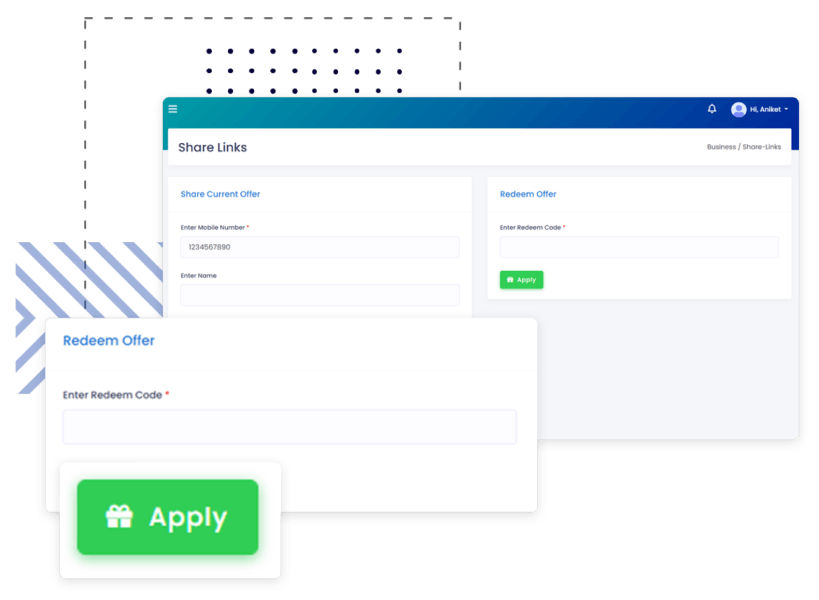 Hi, Aniket
Share Links
Business / Share-Links
Share Current Offer
Enter Mobile Number *
1234567890
Enter Name
Redeem Offer
Enter Redeem Code *
Apply
Redeem Offer
Enter Redeem Code *
Apply